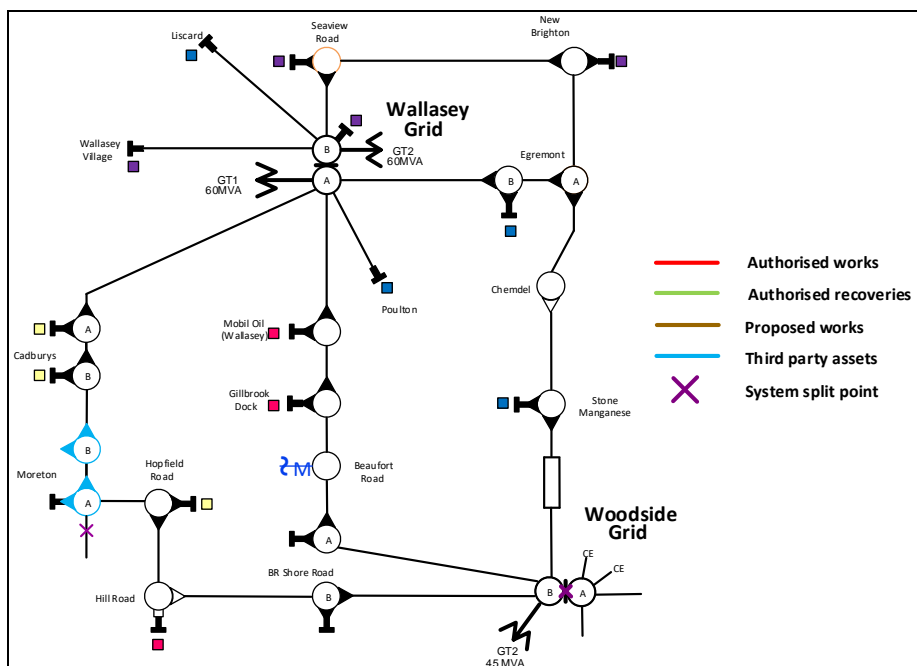 Liscard
Seaview
Road
New
Brighton
Wallasey
Grid
B
GT2
60MVA
Wallasey
Village
Egremont
GT1
60MVA
A
B
A
Chemdel
Authorised works
Authorised recoveries
Proposed works
Third party assets
System split point
Poulton
A
Mobil Oil
(Wallasey)
Cadburys
B
Gillbrook
Dock
Stone
Manganese
B
Moreton
Hopfield
Road
M
Beaufort
Road
A
A
Woodside
Grid
CE
CE
BR Shore Road
Hill Road
B
B
A
GT2
45 MVA